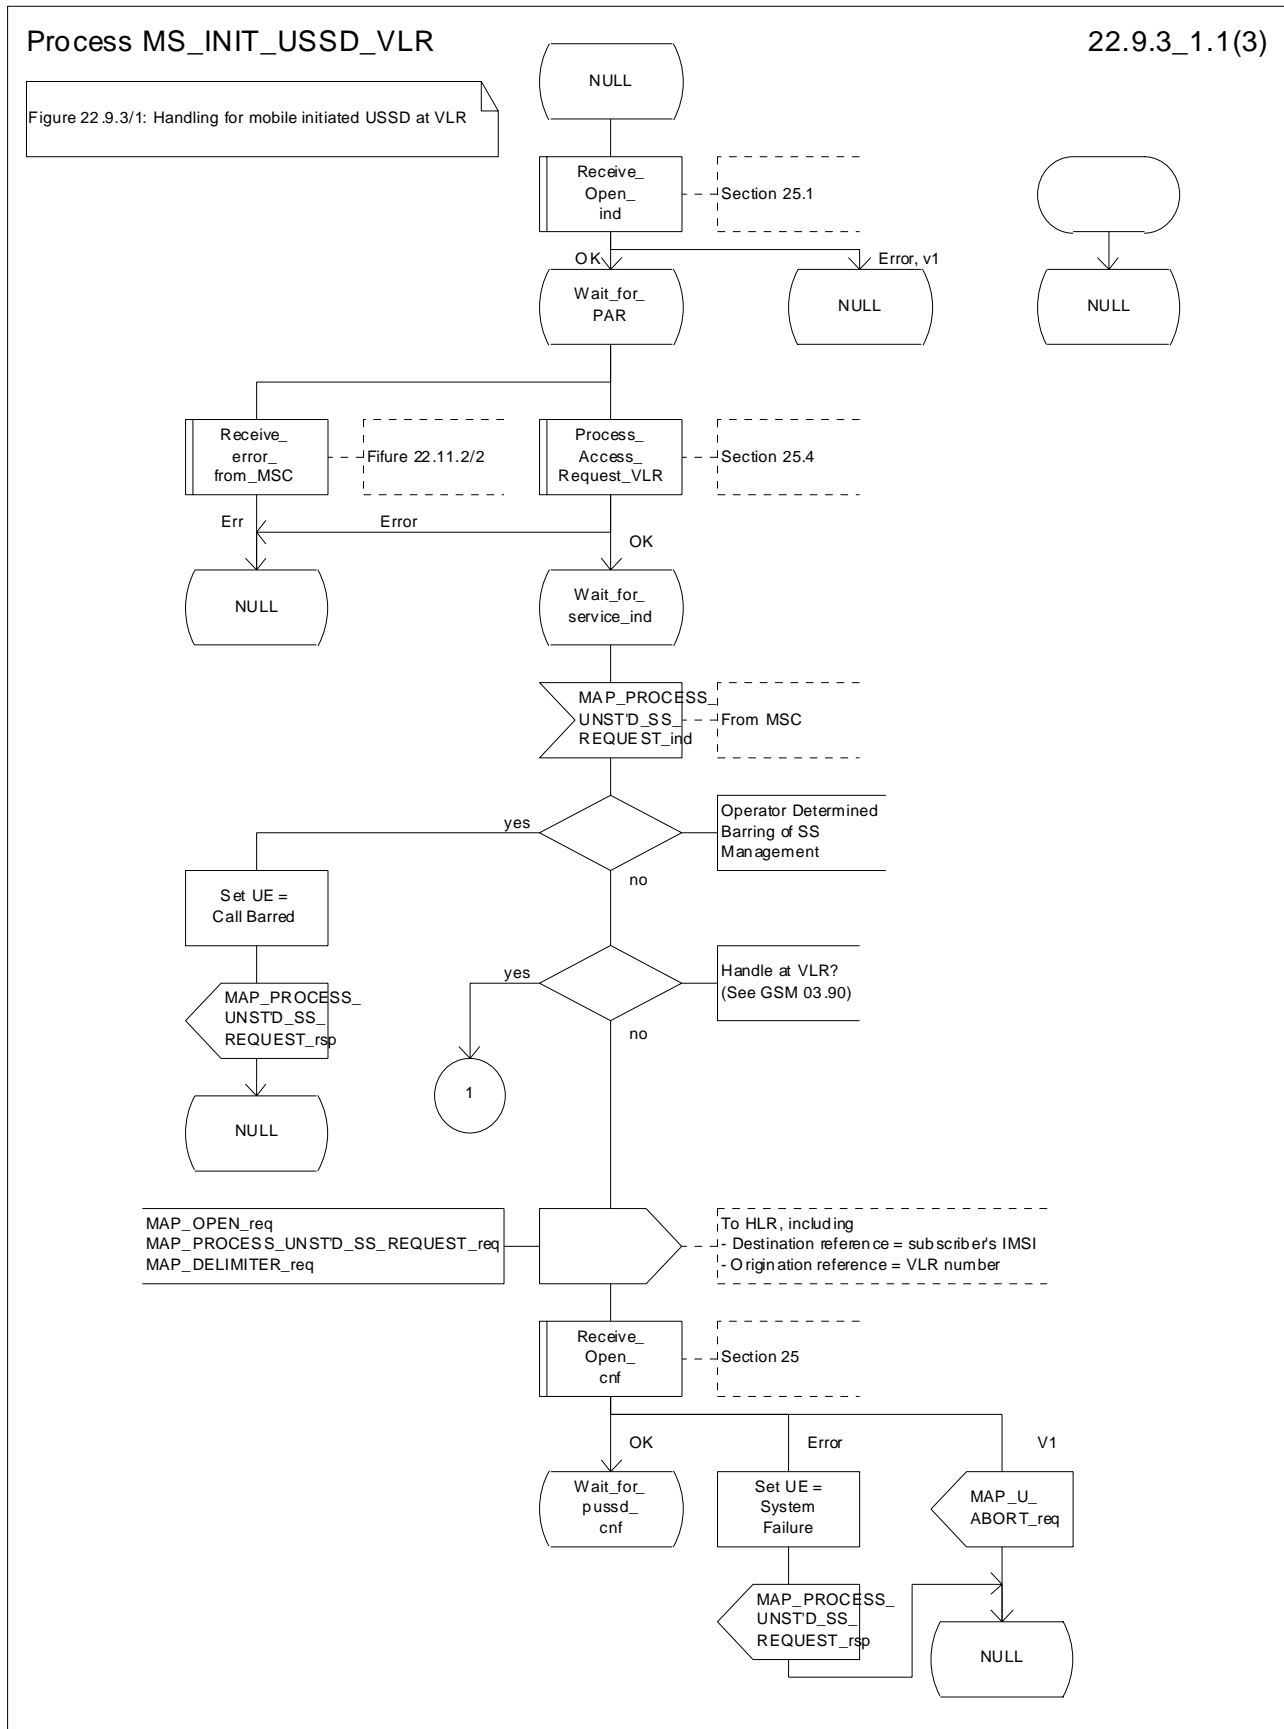 Process MS_INIT_USSD_VLR
22.9.3_1.1(3)
Figure 22.9.3/1: Handling for mobile initiated USSD at VLR
NULL
Receive_
Open_
ind
Section 25.1
OK
Error, v1
Wait_for_
PAR
NULL
NULL
Receive_
error_
from_MSC
Fifure 22.11.2/2
Process_
Access_
Request_VLR
Section 25.4
Err
Error
OK
NULL
Wait_for_
service_ind
MAP_PROCESS_
UNST'D_SS_
REQUEST_ind
From MSC
yes
Operator Determined
Barring of SS
Management
no
Set UE =
Call Barred
yes
Handle at VLR?
(See GSM 03.90)
no
MAP_PROCESS_
UNST'D_SS_
REQUEST_rsp
1
NULL
MAP_OPEN_req
MAP_PROCESS_UNST'D_SS_REQUEST_req
MAP_DELIMITER_req
To HLR, including
- Destination reference = subscriber's IMSI
- Origination reference = VLR number
Receive_
Open_
cnf
Section 25
OK
Error
V1
Wait_for_
pussd_
cnf
Set UE =
System
Failure
MAP_U_
ABORT_req
MAP_PROCESS_
UNST'D_SS_
REQUEST_rsp
NULL